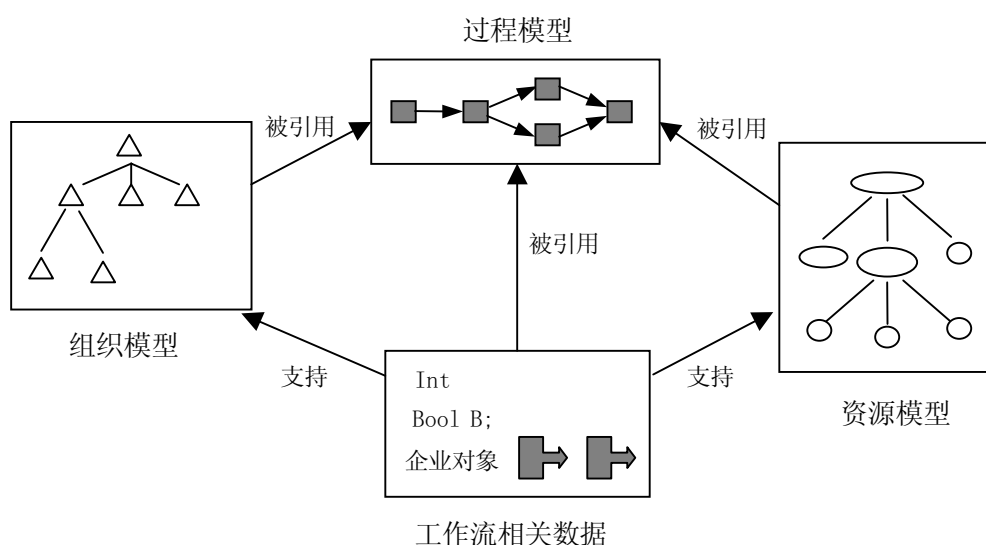 过程模型
被引用
被引用
被引用
组织模型
支持
支持
Int
Bool B;
企业对象
资源模型
工作流相关数据